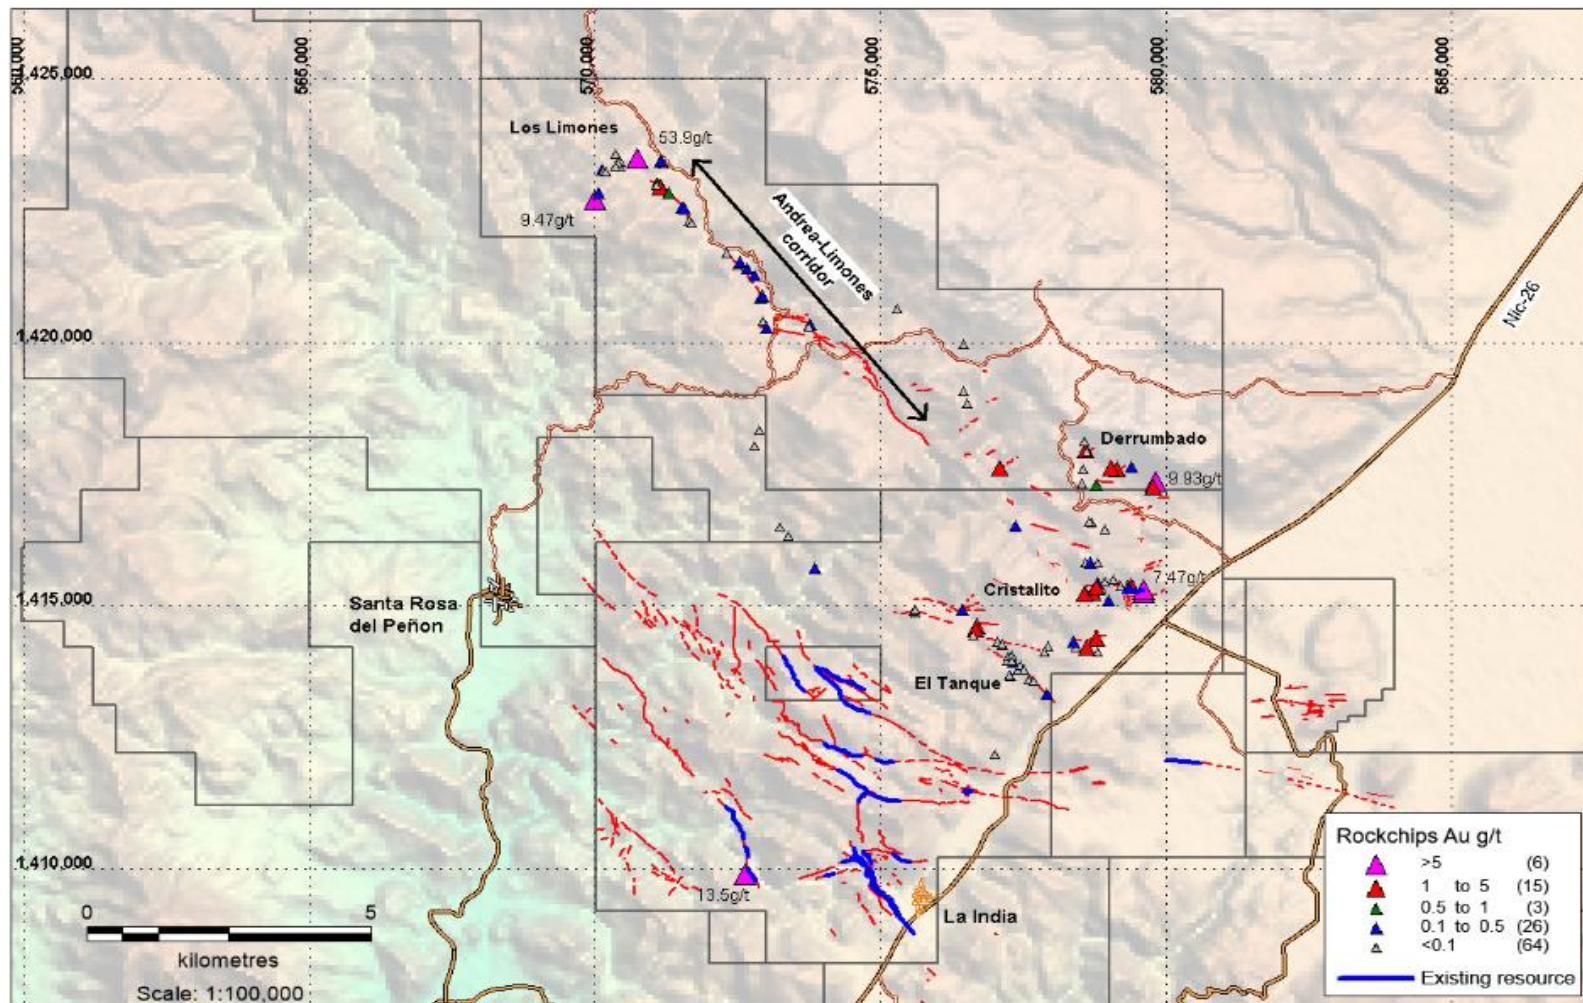 560,000
565,000
570,000
575,000
580,000
585,000
1,425,000
Los Limones
53.9g/t
9.47g/t
Andrea-Limones
corridor
Nic-26
1,420,000
Derrumbado
9.93g/t
7.47g/t
Cristalito
1,415,000
Santa Rosa
del Peñon
El Tanque
1,410,000
13.5g/t
La India
0 5
kilometres
Scale: 1:100,000
Rockchips Au g/t
>5 (6)
1 to 5 (15)
0.5 to 1 (3)
0.1 to 0.5 (26)
<0.1 (64)
Existing resource